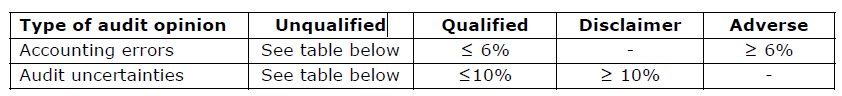 Type of audit opinion Unqualified Qualified Disclaimer Adverse
Accounting errors See table below ≤ 6% - ≥ 6%
Audit uncertainties See table below ≤10% ≥ 10% -